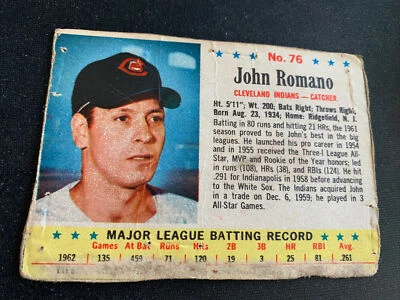 No. 76
John Romano
CLEVELAND INDIANS — CATCHER
Ht. 5'11"; Wt. 200; Bats Right; Throws Right;
Born Aug. 23, 1934; Home: Ridgefield, N. J.
Batting in 80 runs and hitting 21 HRs, the 1961
season proved to be John's best in the big
leagues. He launched his pro career in 1954
and in 1955 received the Three-I League All-
Star, MVP and Rookie of the Year honors; led
in runs (108), HRs (38), and RBIs (124). He hit
.291 for Indianapolis in 1958 before advancing
to the White Sox. The Indians acquired John
in a trade on Dec. 6, 1959; he played in 3
All-Star Games.
MAJOR LEAGUE BATTING RECORD
Games At Bat Runs Hits 2B 3B HR RBI Avg.
1962 135 459 71 120 19 3 25 81 .261